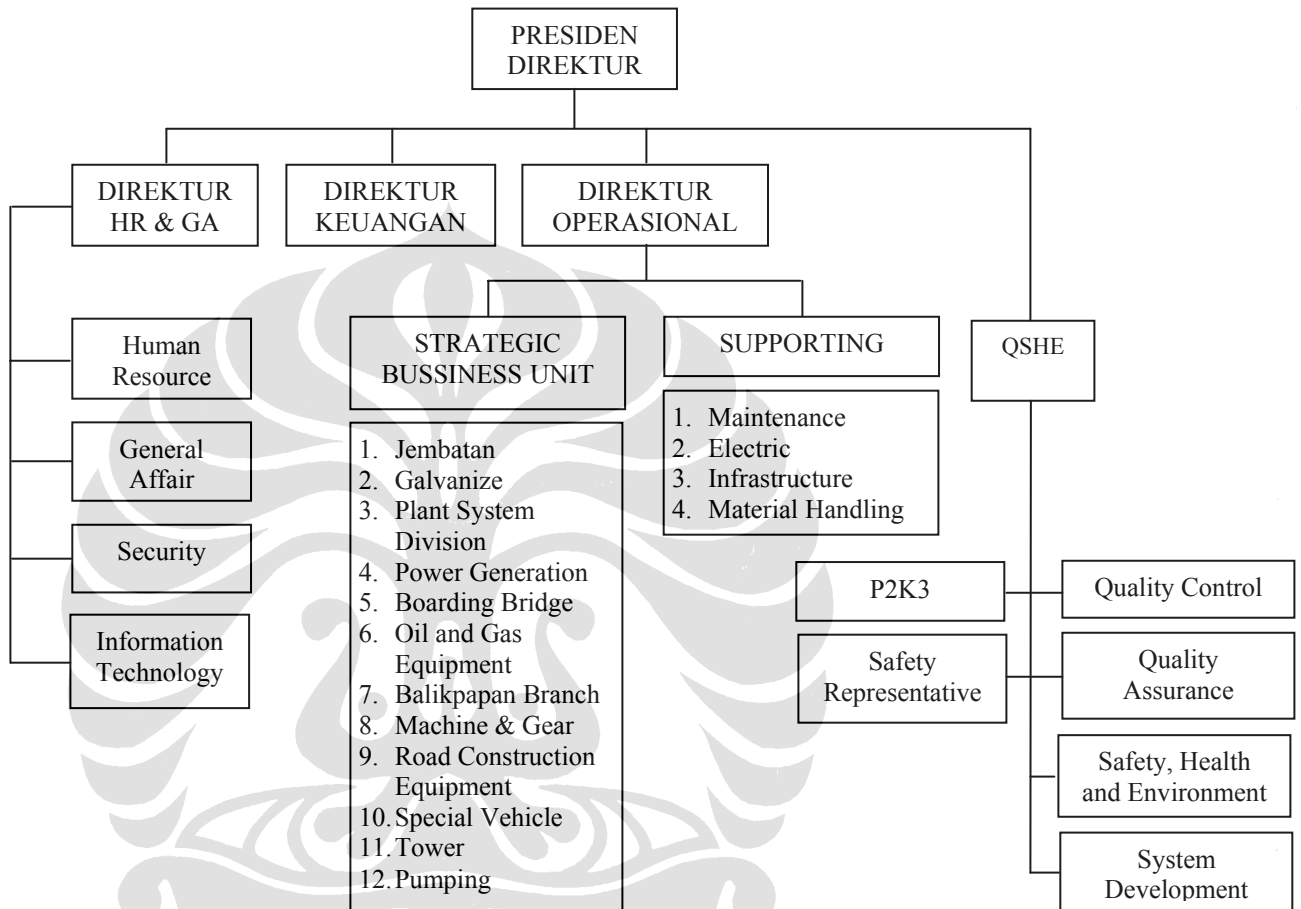 PRESIDEN
DIREKTUR
DIREKTUR
HR & GA
DIREKTUR
KEUANGAN
DIREKTUR
OPERASIONAL
Human
Resource
General
Affair
Security
Information
Technology
STRATEGIC
BUSSINESS UNIT
1. Jembatan
2. Galvanize
3. Plant System
Division
4. Power Generation
5. Boarding Bridge
6. Oil and Gas
Equipment
7. Balikpapan Branch
8. Machine & Gear
9. Road Construction
Equipment
10. Special Vehicle
11. Tower
12. Pumping
SUPPORTING
1. Maintenance
2. Electric
3. Infrastructure
4. Material Handling
QSHE
P2K3
Safety
Representative
Quality Control
Quality
Assurance
Safety, Health
and Environment
System
Development